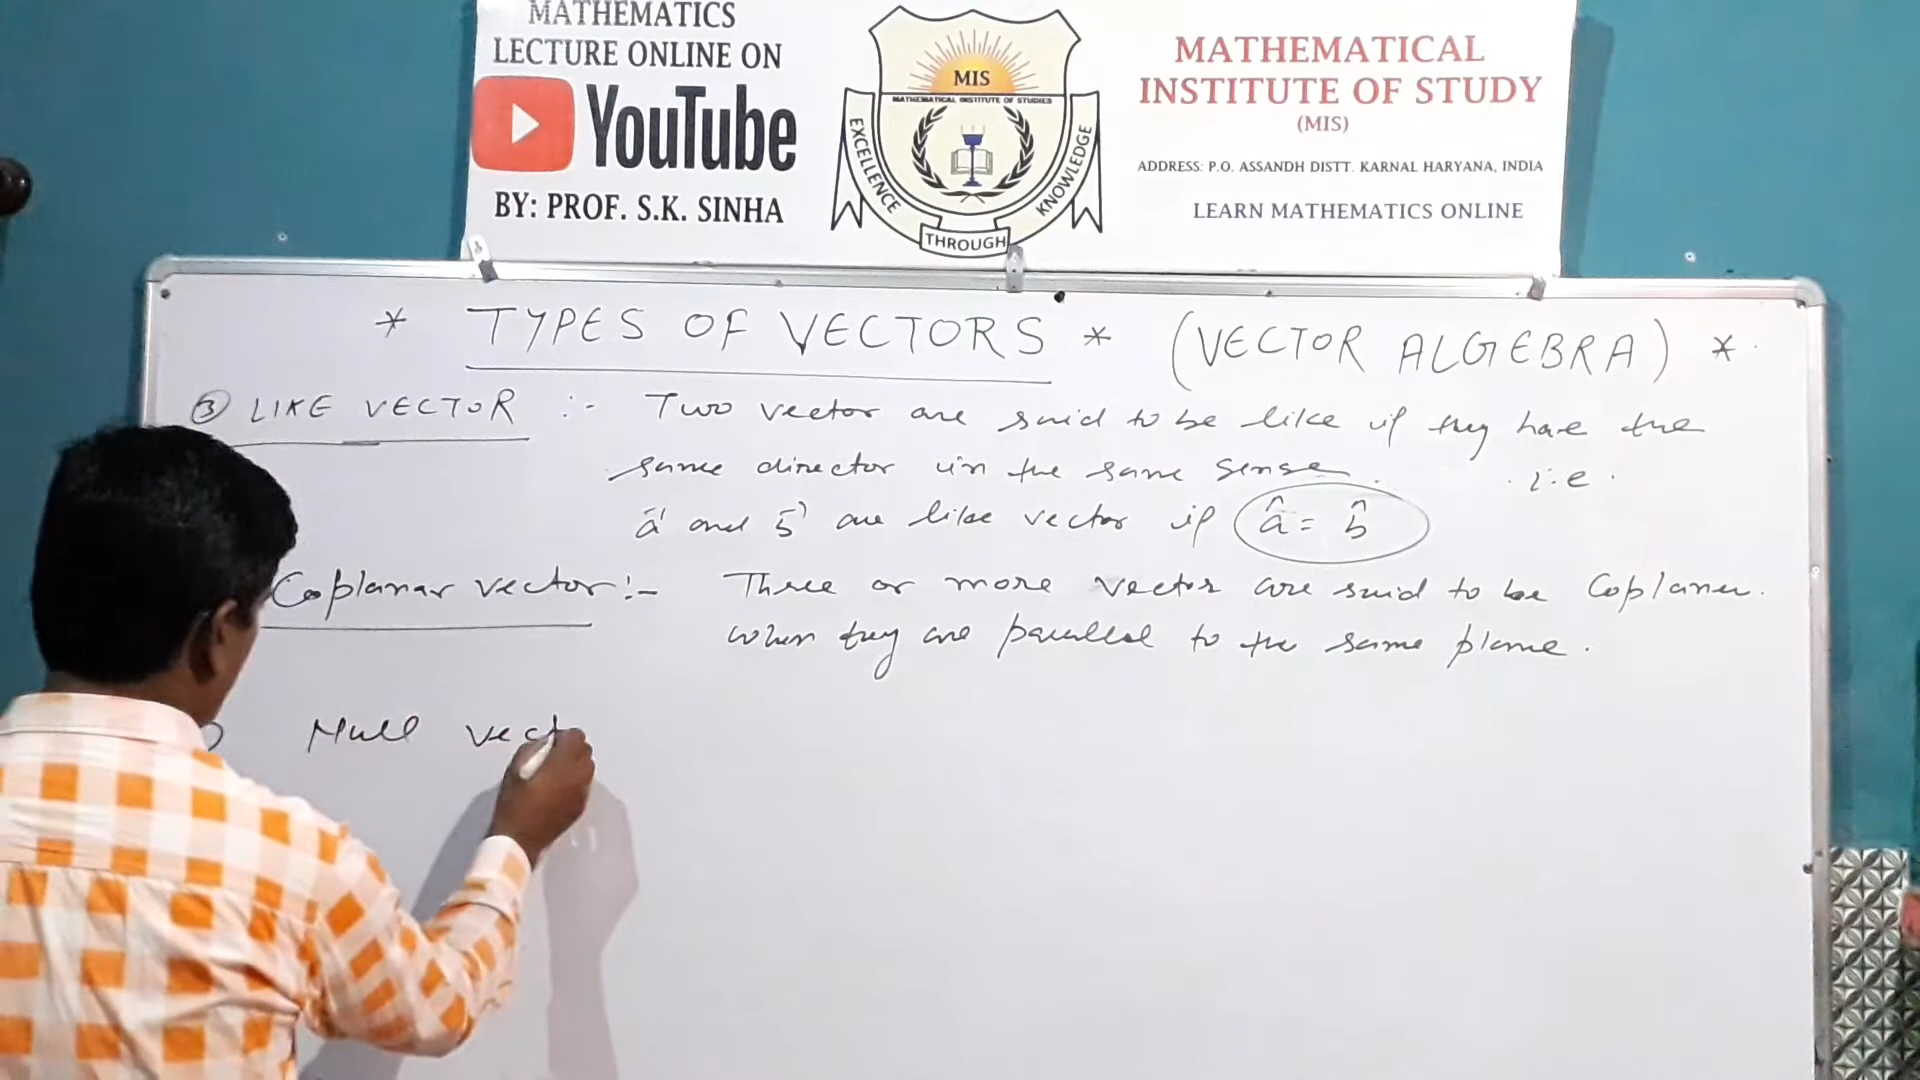 MATHEMATICS
LECTURE ONLINE ON
YouTube
BY: PROF. S.K. SINHA
MIS
MATHEMATICAL INSTITUTE OF STUDIES
EXCELLENCE
THROUGH
KNOWLEDGE
MATHEMATICAL
INSTITUTE OF STUDY
(MIS)
ADDRESS: P.O. ASSANDH DISTT. KARNAL HARYANA, INDIA
LEARN MATHEMATICS ONLINE
* TYPES OF VECTORS * (VECTOR ALGEBRA) *
③ LIKE VECTOR :- Two vector are said to be like if they have the
same director in the same sense. i.e.
a⃗ and b⃗ are like vector if â = b̂
Coplanar vector :- Three or more vector are said to be Coplaner.
when they are parallel to the same plane.
Null vect